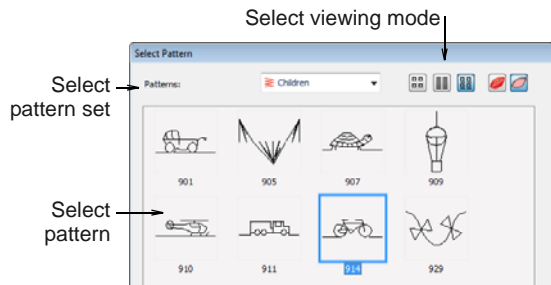 Select viewing mode
Select Pattern
Select
pattern set
Patterns:
Children
901
905
907
909
Select
pattern
910
911
914
929